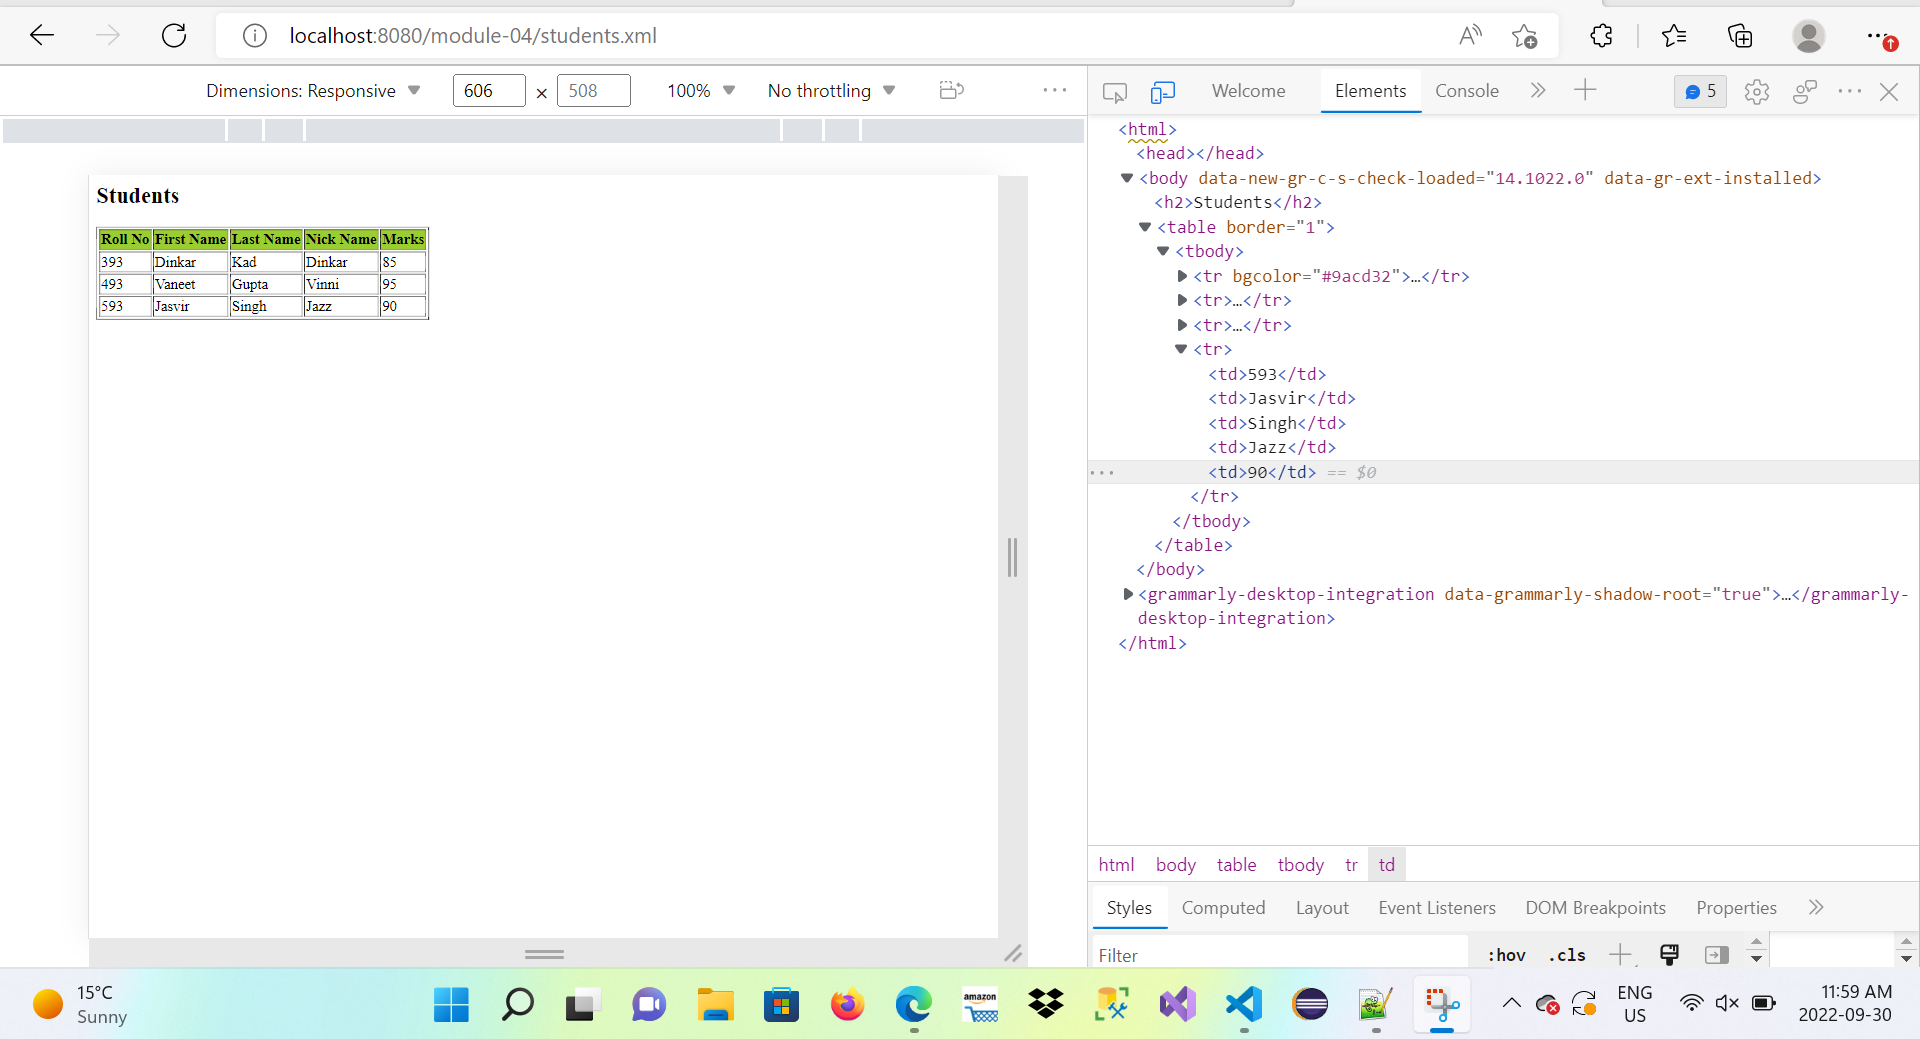 localhost:8080/module-04/students.xml
Dimensions: Responsive 606 × 508 100% No throttling
Welcome Elements Console 5
Students
Roll No First Name Last Name Nick Name Marks
393 Dinkar Kad Dinkar 85
493 Vaneet Gupta Vinni 95
593 Jasvir Singh Jazz 90
<html>
<head></head>
<body data-new-gr-c-s-check-loaded="14.1022.0" data-gr-ext-installed>
<h2>Students</h2>
<table border="1">
<tbody>
<tr bgcolor="#9acd32">…</tr>
<tr>…</tr>
<tr>…</tr>
<tr>
<td>593</td>
<td>Jasvir</td>
<td>Singh</td>
<td>Jazz</td>
<td>90</td> == $0
</tr>
</tbody>
</table>
</body>
<grammarly-desktop-integration data-grammarly-shadow-root="true">…</grammarly-
desktop-integration>
</html>
html body table tbody tr td
Styles Computed Layout Event Listeners DOM Breakpoints Properties
Filter :hov .cls
15°C
Sunny
amazon
ENG
US
11:59 AM
2022-09-30